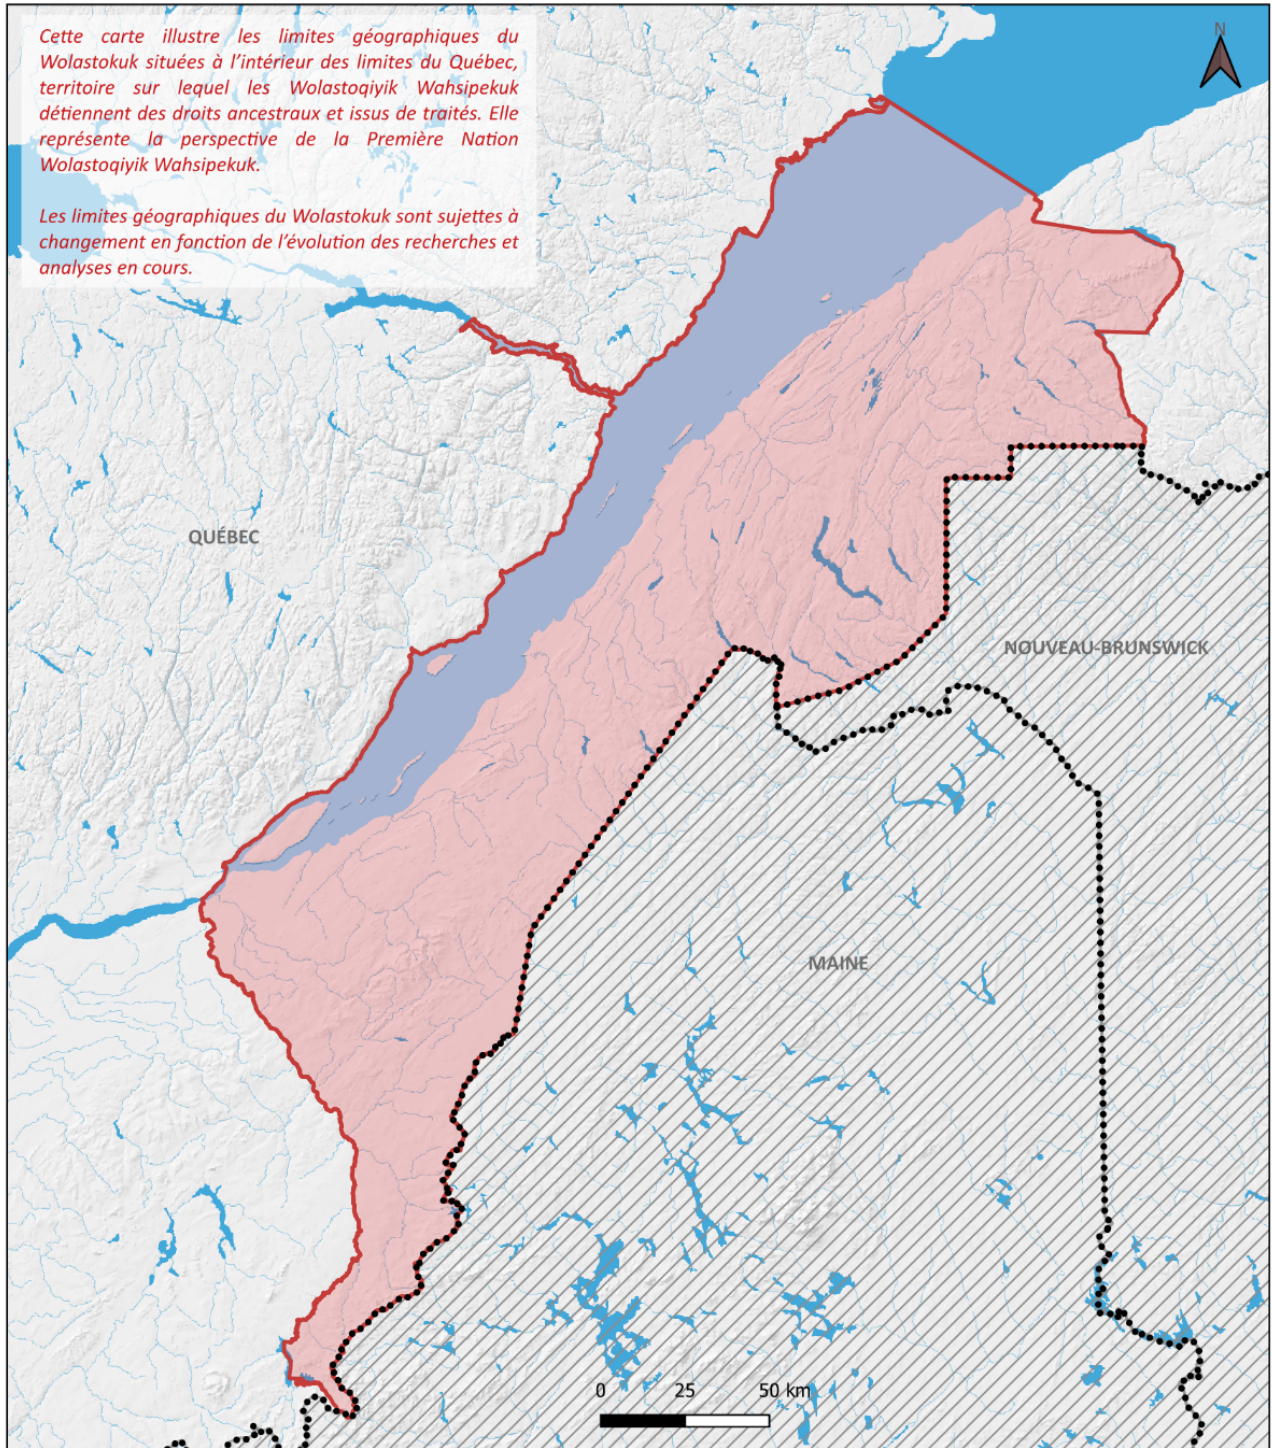 Cette carte illustre les limites géographiques du
Wolastokuk situées à l'intérieur des limites du Québec,
territoire sur lequel les Wolastoqiyik Wahsipekuk
détiennent des droits ancestraux et issus de traités. Elle
représente la perspective de la Première Nation
Wolastoqiyik Wahsipekuk.
Les limites géographiques du Wolastokuk sont sujettes à
changement en fonction de l'évolution des recherches et
analyses en cours.
N
QUÉBEC
NOUVEAU-BRUNSWICK
MAINE
0 25 50 km